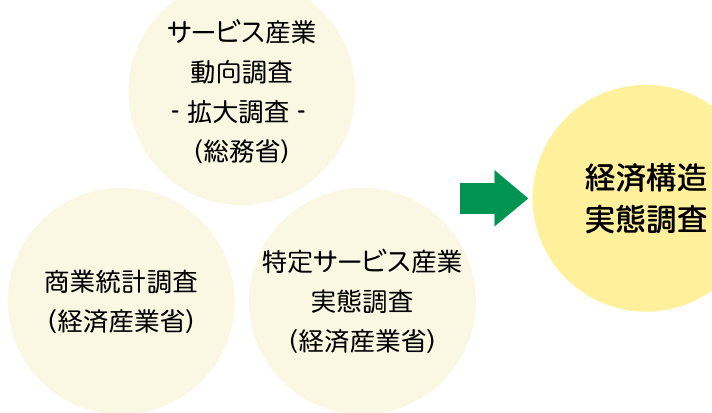 サービス産業
動向調査
- 拡大調査 -
（総務省）
商業統計調査
（経済産業省）
特定サービス産業
実態調査
（経済産業省）
経済構造
実態調査